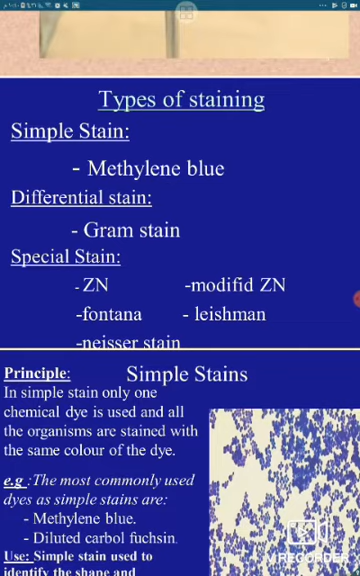 Types of staining
Simple Stain:
- Methylene blue
Differential stain:
- Gram stain
Special Stain:
- ZN -modifid ZN
-fontana - leishman
-neisser stain
Principle: Simple Stains
In simple stain only one
chemical dye is used and all
the organisms are stained with
the same colour of the dye.
e.g :The most commonly used
dyes as simple stains are:
- Methylene blue.
- Diluted carbol fuchsin.
Use: Simple stain used to
identify the shape and
RECORDER